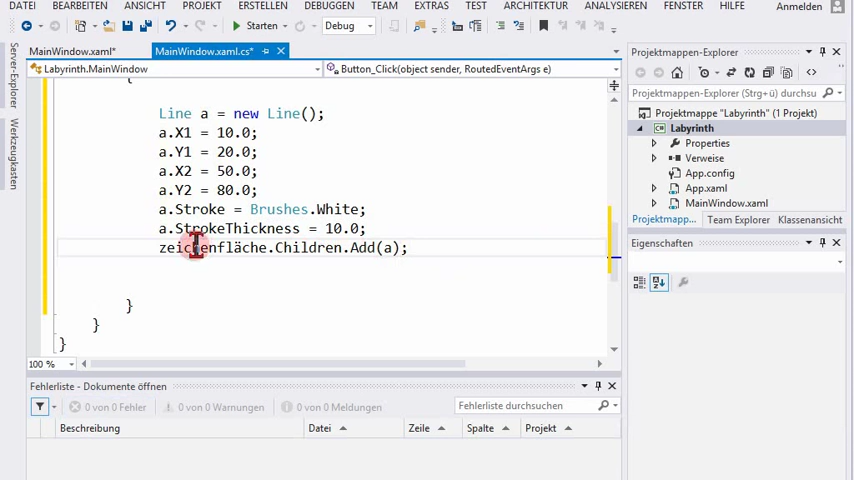 DATEI BEARBEITEN ANSICHT PROJEKT ERSTELLEN DEBUGGEN TEAM EXTRAS TEST ARCHITECTUR ANALYSIEREN FENSTER HILFE Anmelden
Starten Debug
MainWindow.xaml* MainWindow.xaml.cs*
Labyrinth.MainWindow Button_Click(object sender, RoutedEventArgs e)
Server-Explorer
Werkzeugkasten
{
Line a = new Line();
a.X1 = 10.0;
a.Y1 = 20.0;
a.X2 = 50.0;
a.Y2 = 80.0;
a.Stroke = Brushes.White;
a.StrokeThickness = 10.0;
zeichenfläche.Children.Add(a);
}
}
}
100 %
Fehlerliste - Dokumente öffnen
0 von 0 Fehler 0 von 0 Warnungen 0 von 0 Meldungen Fehlerliste durchsuchen
Beschreibung Datei Zeile Spalte Projekt
Projektmappen-Explorer
Projektmappen-Explorer (Strg+ü) durchsu
Projektmappe "Labyrinth" (1 Projekt)
Labyrinth
Properties
Verweise
App.config
App.xaml
MainWindow.xaml
Projektmapp... Team Explorer Klassenansicht
Eigenschaften